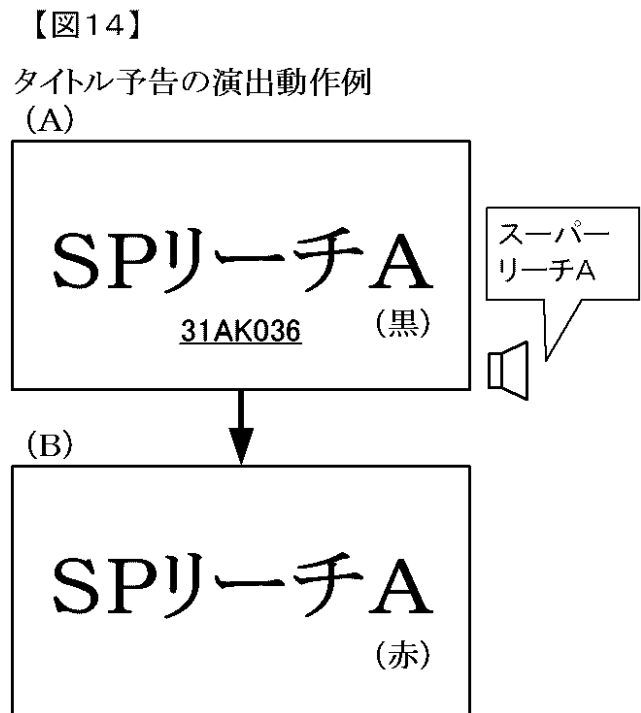 【図14】
タイトル予告の演出動作例
(A)
SPリーチA
31AK036
(黒)
スーパー
リーチA
(B)
SPリーチA
(赤)